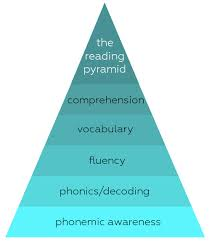 the
reading
pyramid
comprehension
vocabulary
fluency
phonics/decoding
phonemic awareness